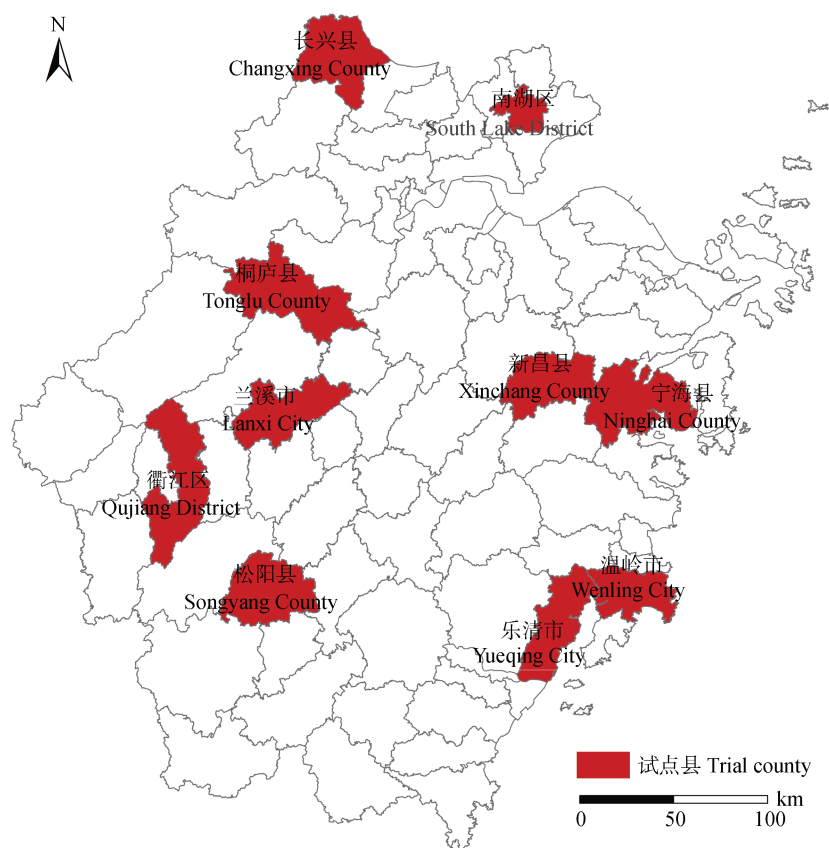 N
长兴县
Changxing County
南湖区
South Lake District
桐庐县
Tonglu County
新昌县
Xinchang County
宁海县
Ninghai County
兰溪市
Lanxi City
衢江区
Qujiang District
松阳县
Songyang County
温岭市
Wenling City
乐清市
Yueqing City
试点县 Trial county
km
0 50 100